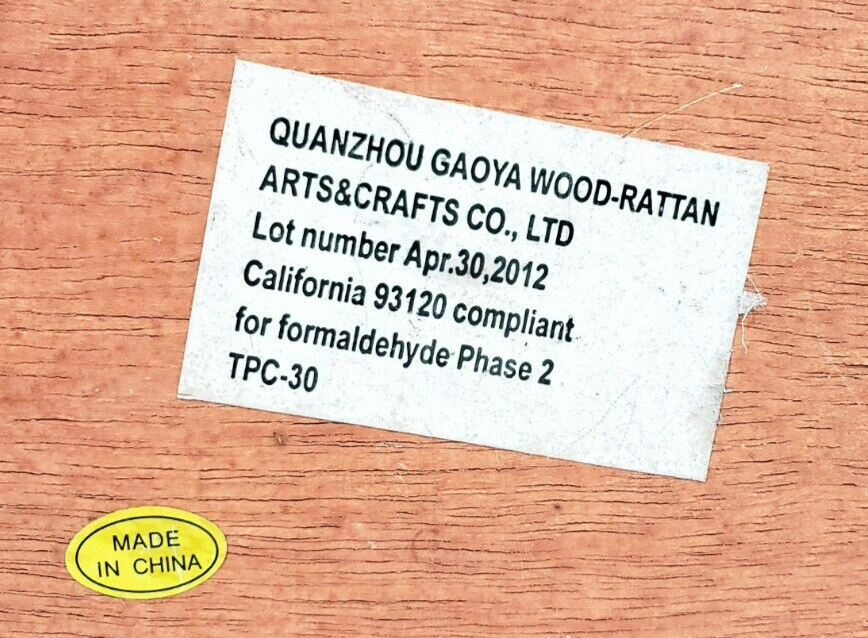 QUANZHOU GAOYA WOOD-RATTAN
ARTS&CRAFTS CO., LTD
Lot number Apr.30,2012
California 93120 compliant
for formaldehyde Phase 2
TPC-30
MADE
IN CHINA